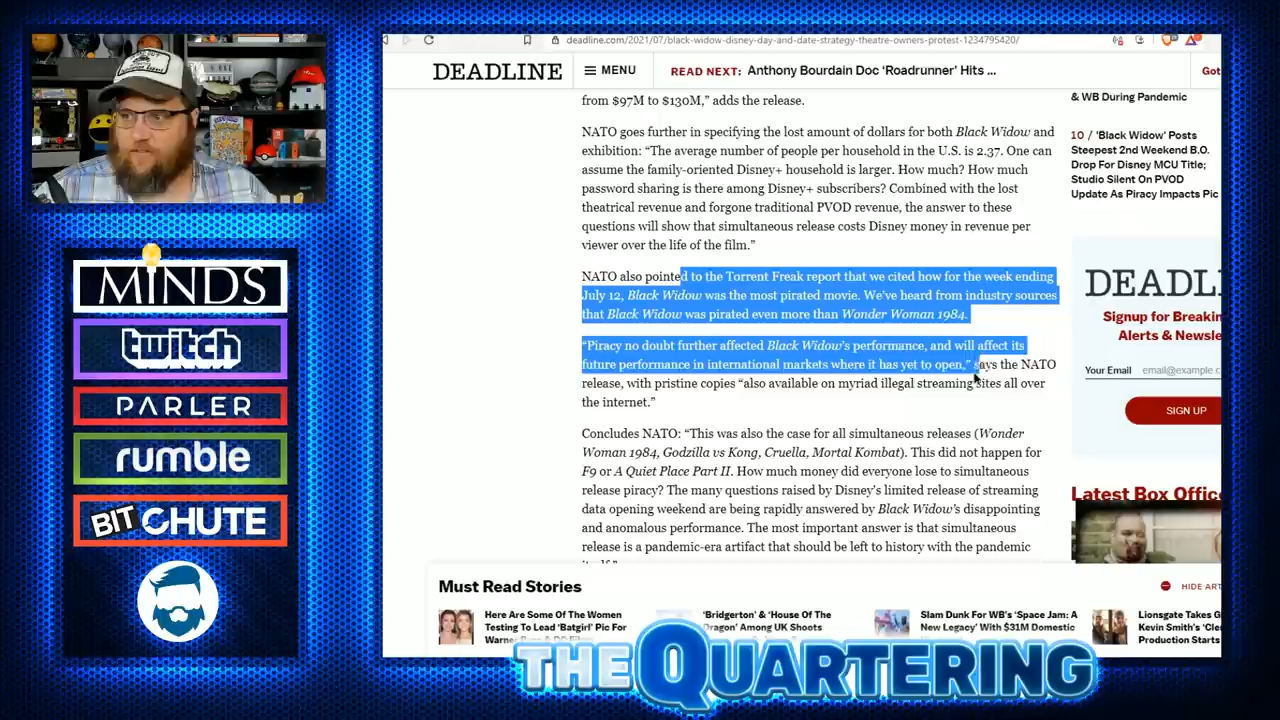 deadline.com/2021/07/black-widow-disney-day-and-date-strategy-theatre-owners-protest-1234795420/
DEADLINE
MENU
READ NEXT: Anthony Bourdain Doc ‘Roadrunner’ Hits ...
Got
from $97M to $130M,” adds the release.
NATO goes further in specifying the lost amount of dollars for both Black Widow and
exhibition: “The average number of people per household in the U.S. is 2.37. One can
assume the family-oriented Disney+ household is larger. How much? How much
password sharing is there among Disney+ subscribers? Combined with the lost
theatrical revenue and forgone traditional PVOD revenue, the answer to these
questions will show that simultaneous release costs Disney money in revenue per
viewer over the life of the film.”
NATO also pointed to the Torrent Freak report that we cited how for the week ending
July 12, Black Widow was the most pirated movie. We’ve heard from industry sources
that Black Widow was pirated even more than Wonder Woman 1984.
“Piracy no doubt further affected Black Widow’s performance, and will affect its
future performance in international markets where it has yet to open,” says the NATO
release, with pristine copies “also available on myriad illegal streaming sites all over
the internet.”
Concludes NATO: “This was also the case for all simultaneous releases (Wonder
Woman 1984, Godzilla vs Kong, Cruella, Mortal Kombat). This did not happen for
F9 or A Quiet Place Part II. How much money did everyone lose to simultaneous
release piracy? The many questions raised by Disney’s limited release of streaming
data opening weekend are being rapidly answered by Black Widow’s disappointing
and anomalous performance. The most important answer is that simultaneous
release is a pandemic-era artifact that should be left to history with the pandemic
& WB During Pandemic
10 / ‘Black Widow’ Posts
Steepest 2nd Weekend B.O.
Drop For Disney MCU Title;
Studio Silent On PVOD
Update As Piracy Impacts Pic
DEADL
Signup for Breakin
Alerts & Newsle
Your Email
email@example.c
SIGN UP
Latest Box Offic
Must Read Stories
HIDE ART
Here Are Some Of The Women
Testing To Lead ‘Batgirl’ Pic For
‘Bridgerton’ & ‘House Of The
Dragon’ Among UK Shoots
Slam Dunk For WB’s ‘Space Jam: A
New Legacy’ With $31M Domestic
Lionsgate Takes G
Kevin Smith’s ‘Cle
Production Starts
MINDS
twitch
PARLER
rumble
BIT CHUTE
THE QUARTERING